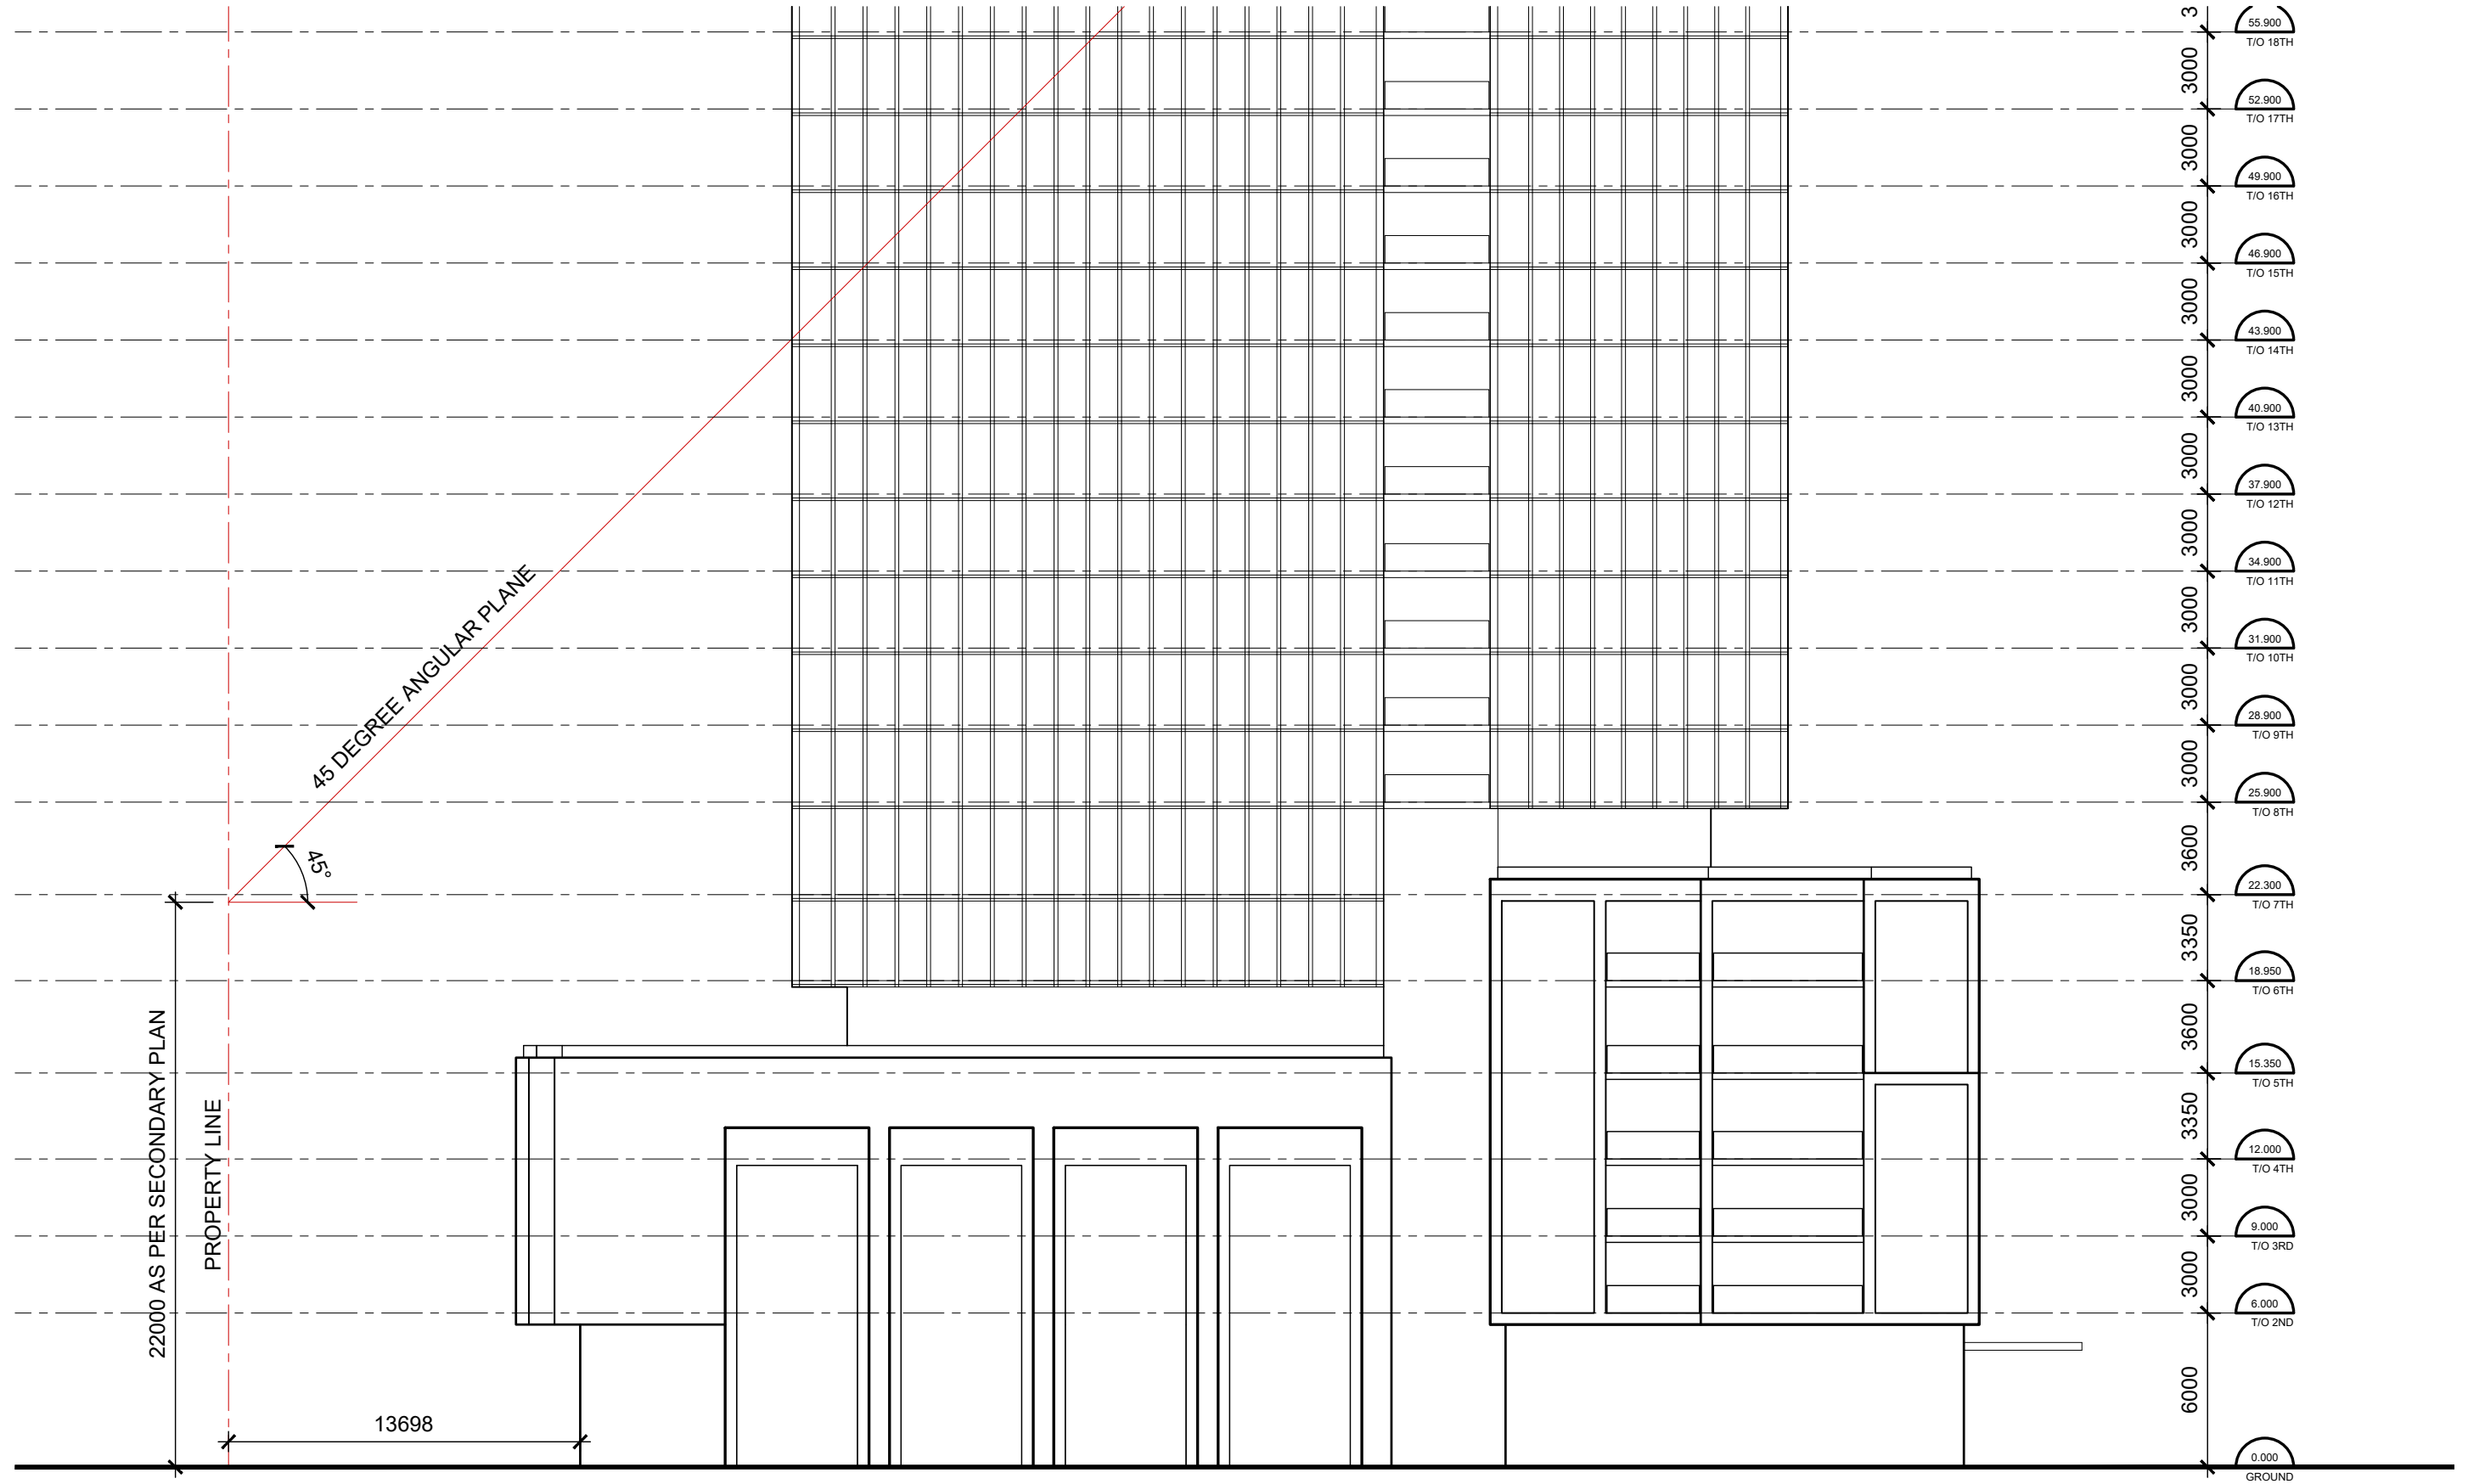 3
55.900
T/O 18TH
3000
52.900
T/O 17TH
3000
49.900
T/O 16TH
3000
46.900
T/O 15TH
3000
43.900
T/O 14TH
3000
40.900
T/O 13TH
3000
37.900
T/O 12TH
3000
34.900
T/O 11TH
3000
31.900
T/O 10TH
3000
28.900
T/O 9TH
3000
25.900
T/O 8TH
3600
22.300
T/O 7TH
3350
18.950
T/O 6TH
3600
15.350
T/O 5TH
3350
12.000
T/O 4TH
3000
9.000
T/O 3RD
3000
6.000
T/O 2ND
6000
0.000
GROUND
45 DEGREE ANGULAR PLANE
45°
22000 AS PER SECONDARY PLAN
PROPERTY LINE
13698